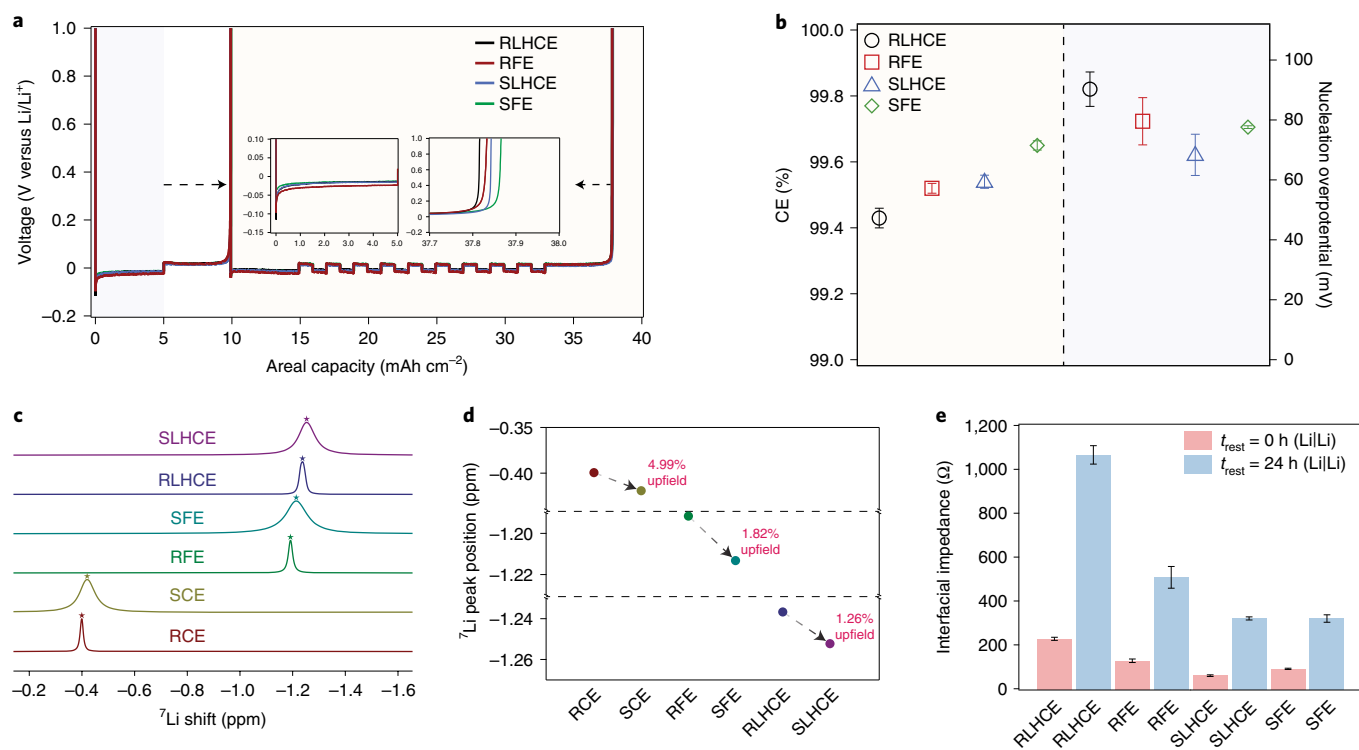 a
1.0
0.8
0.6
0.4
0.2
0
−0.2
Voltage (V versus Li/Li+)
0
5
10
15
20
25
30
35
40
Areal capacity (mAh cm−2)
RLHCE
RFE
SLHCE
SFE
0.10
0.05
0
−0.05
−0.10
−0.15
0
1.0
2.0
3.0
4.0
5.0
1.0
0.8
0.6
0.4
0.2
0
−0.2
37.7
37.8
37.9
38.0
b
100.0
99.8
99.6
99.4
99.2
99.0
CE (%)
RLHCE
RFE
SLHCE
SFE
100
80
60
40
20
0
Nucleation overpotential (mV)
c
SLHCE
RLHCE
SFE
RFE
SCE
RCE
−0.2
−0.4
−0.6
−0.8
−1.0
−1.2
−1.4
−1.6
7Li shift (ppm)
d
−0.35
−0.40
−1.20
−1.22
−1.24
−1.26
7Li peak position (ppm)
4.99%
upfield
1.82%
upfield
1.26%
upfield
RCE
SCE
RFE
SFE
RLHCE
SLHCE
e
1,200
1,000
800
600
400
200
0
Interfacial impedance (Ω)
trest = 0 h (Li|Li)
trest = 24 h (Li|Li)
RLHCE
RLHCE
RFE
RFE
SLHCE
SLHCE
SFE
SFE